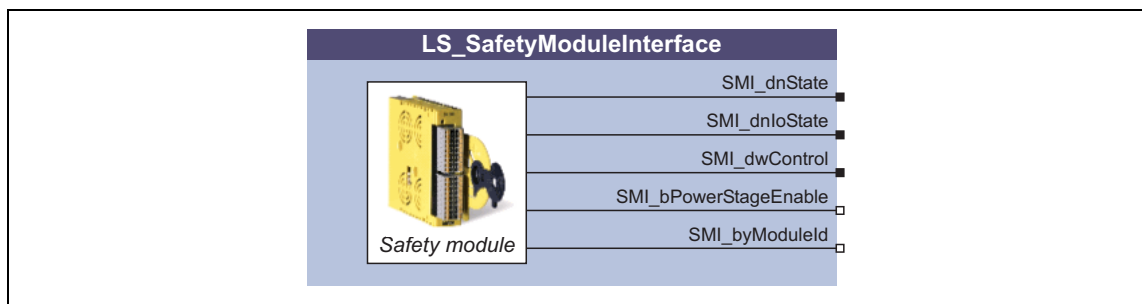 LS_SafetyModuleInterface
SMI_dnState
SMI_dnIoState
SMI_dwControl
SMI_bPowerStageEnable
SMI_byModuleId
Safety module